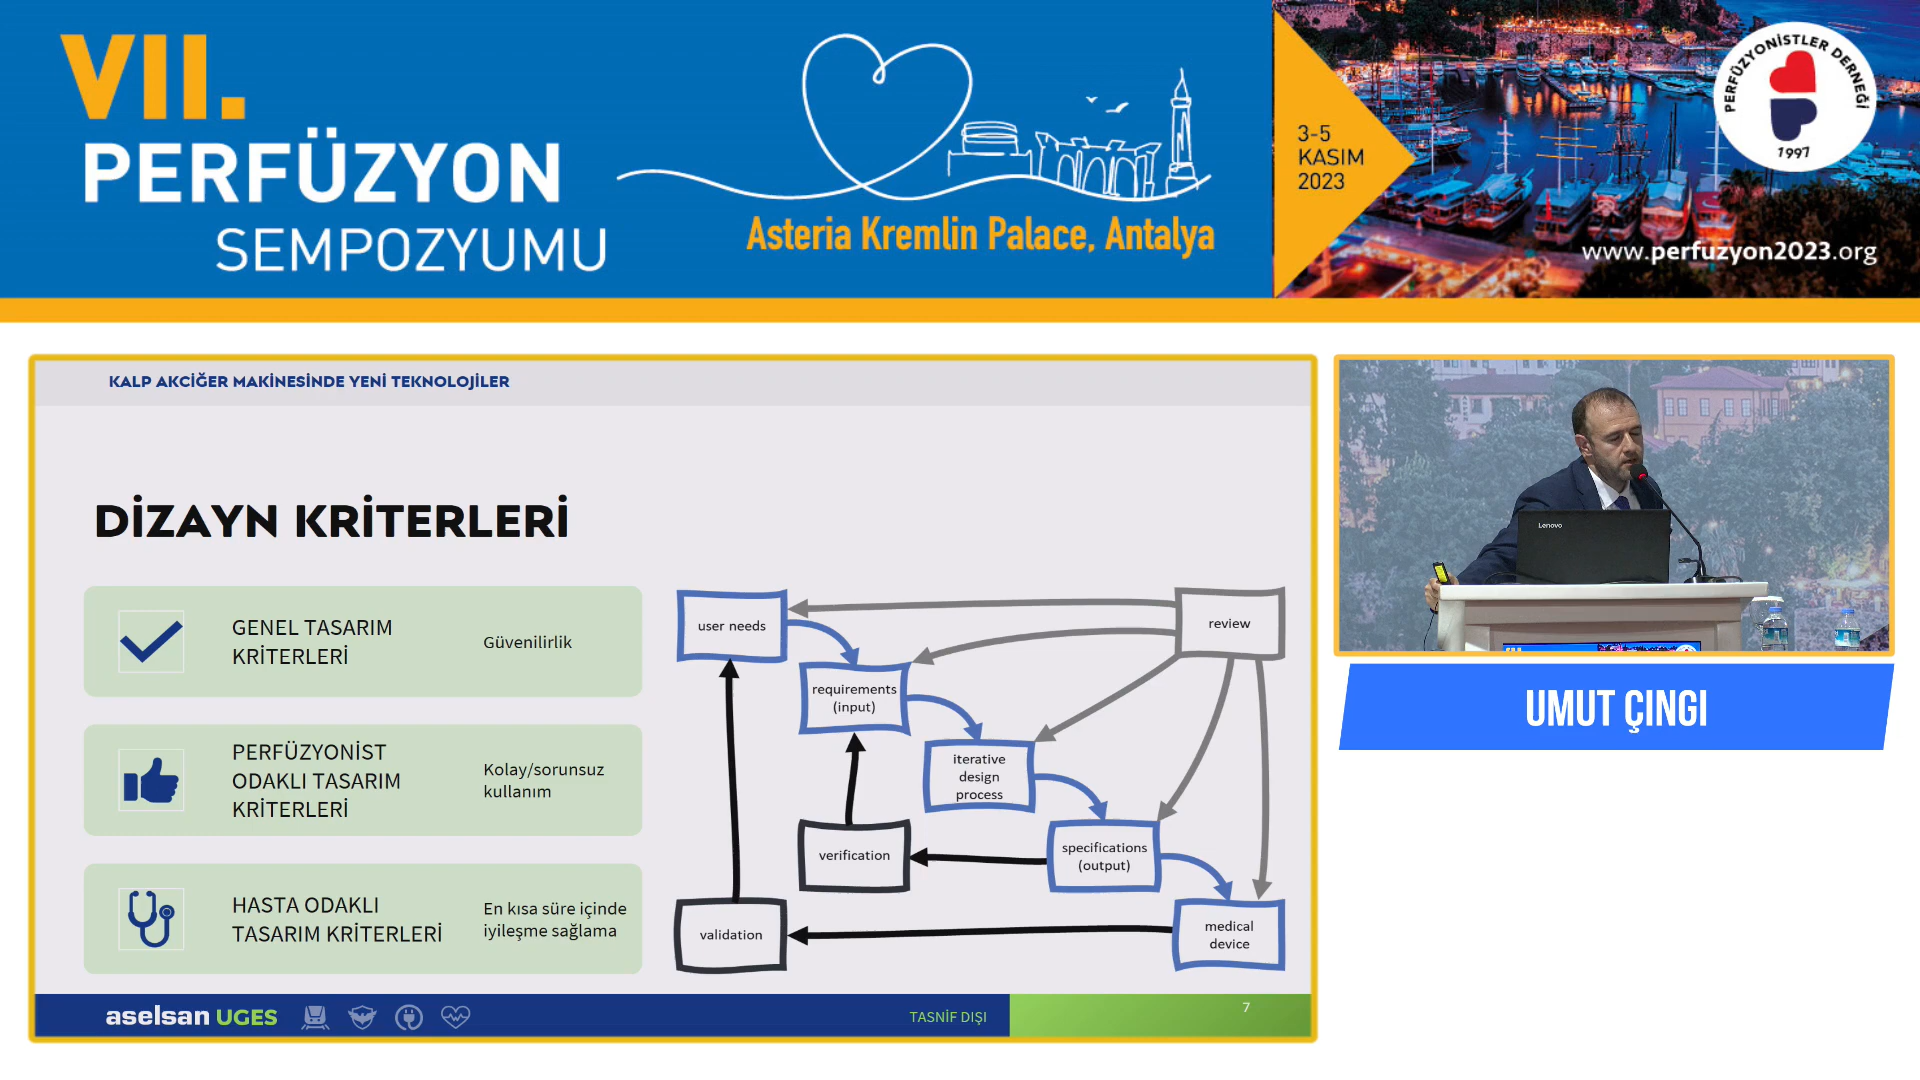 VII.
PERFÜZYON
SEMPOZYUMU
Asteria Kremlin Palace, Antalya
3-5
KASIM
2023
PERFÜZYONİSTLER DERNEĞİ
1997
www.perfuzyon2023.org
KALP AKCİĞER MAKİNESİNDE YENİ TEKNOLOJİLER
DİZAYN KRİTERLERİ
GENEL TASARIM
KRİTERLERİ
Güvenilirlik
PERFÜZYONİST
ODAKLI TASARIM
KRİTERLERİ
Kolay/sorunsuz
kullanım
HASTA ODAKLI
TASARIM KRİTERLERİ
En kısa süre içinde
iyileşme sağlama
user needs
review
requirements
(input)
iterative
design
process
verification
specifications
(output)
validation
medical
device
aselsan UGES
TASNİF DIŞI
7
Lenovo
UMUT ÇINGI